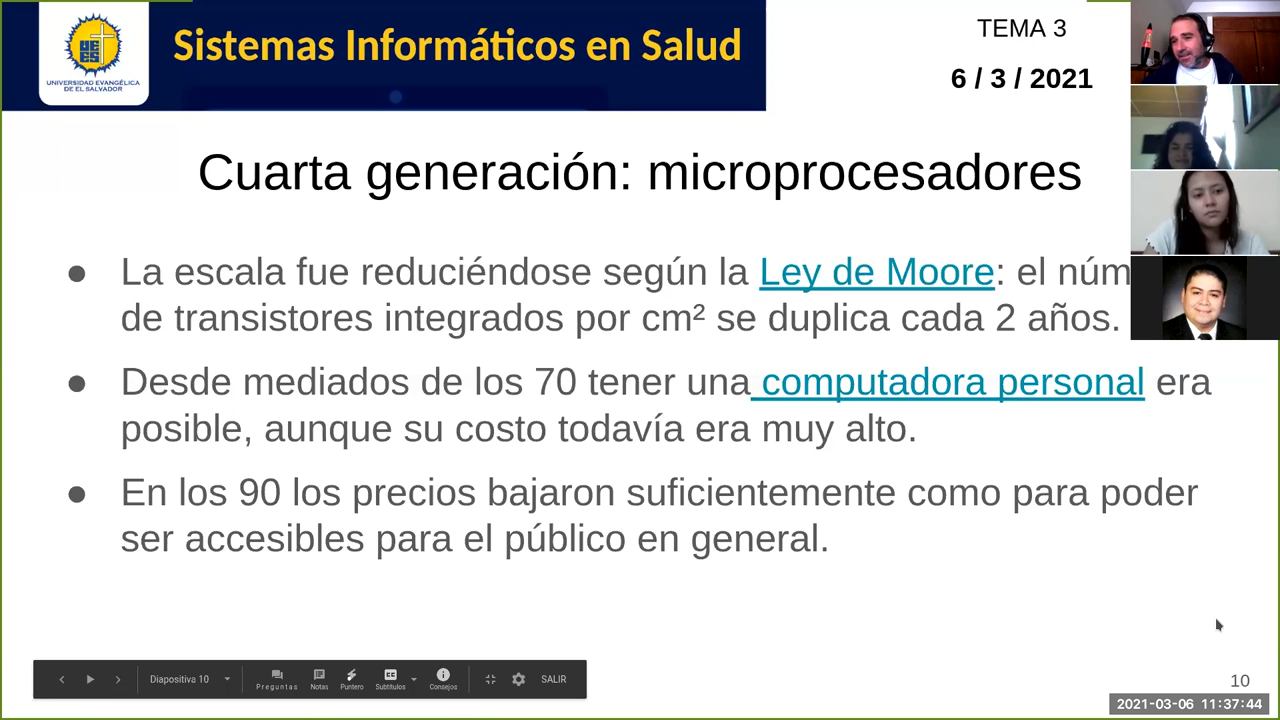 UNIVERSIDAD EVANGÉLICA
DE EL SALVADOR
Sistemas Informáticos en Salud
TEMA 3
6 / 3 / 2021
Cuarta generación: microprocesadores
● La escala fue reduciéndose según la Ley de Moore: el núm
de transistores integrados por cm² se duplica cada 2 años.
● Desde mediados de los 70 tener una computadora personal era
posible, aunque su costo todavía era muy alto.
● En los 90 los precios bajaron suficientemente como para poder
ser accesibles para el público en general.
Diapositiva 10
Preguntas
Notas
Puntero
Subtítulos
Consejos
SALIR
10
2021-03-06 11:37:44